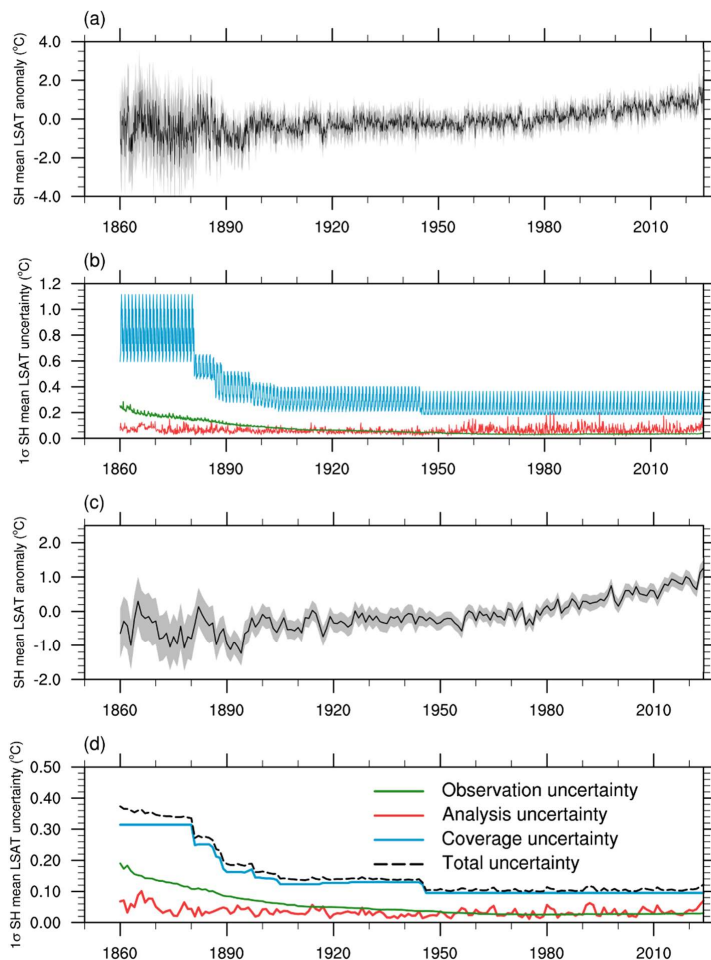 (a)
SH mean LSAT anomaly (°C)
4.0
2.0
0.0
-2.0
-4.0
1860 1890 1920 1950 1980 2010
(b)
1σ SH mean LSAT uncertainty (°C)
1.2
1.0
0.8
0.6
0.4
0.2
0.0
1860 1890 1920 1950 1980 2010
(c)
SH mean LSAT anomaly (°C)
2.0
1.0
0.0
-1.0
-2.0
1860 1890 1920 1950 1980 2010
(d)
1σ SH mean LSAT uncertainty (°C)
0.50
0.40
0.30
0.20
0.10
0.00
Observation uncertainty
Analysis uncertainty
Coverage uncertainty
Total uncertainty
1860 1890 1920 1950 1980 2010